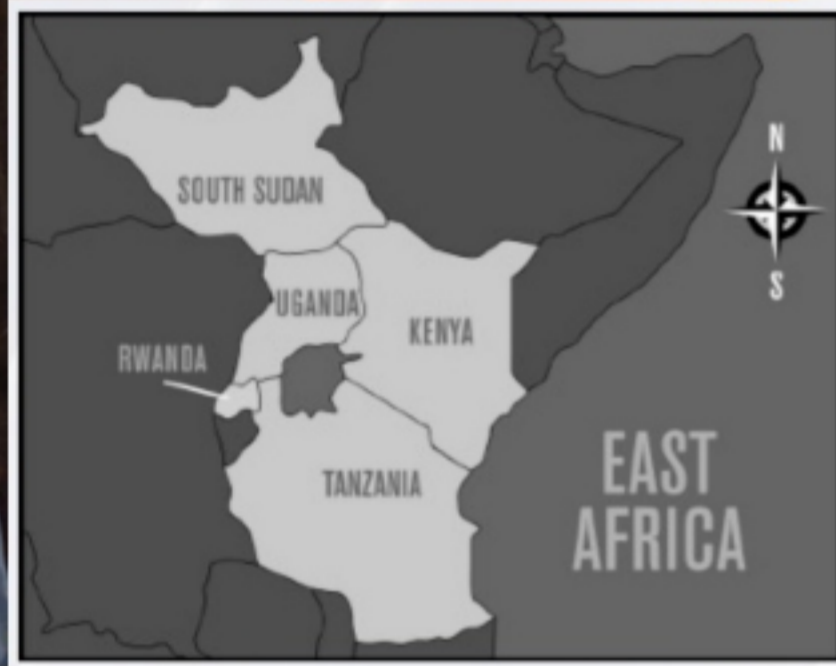 N
SOUTH SUDAN
S
UGANDA
KENYA
RWANDA
TANZANIA
EAST
AFRICA